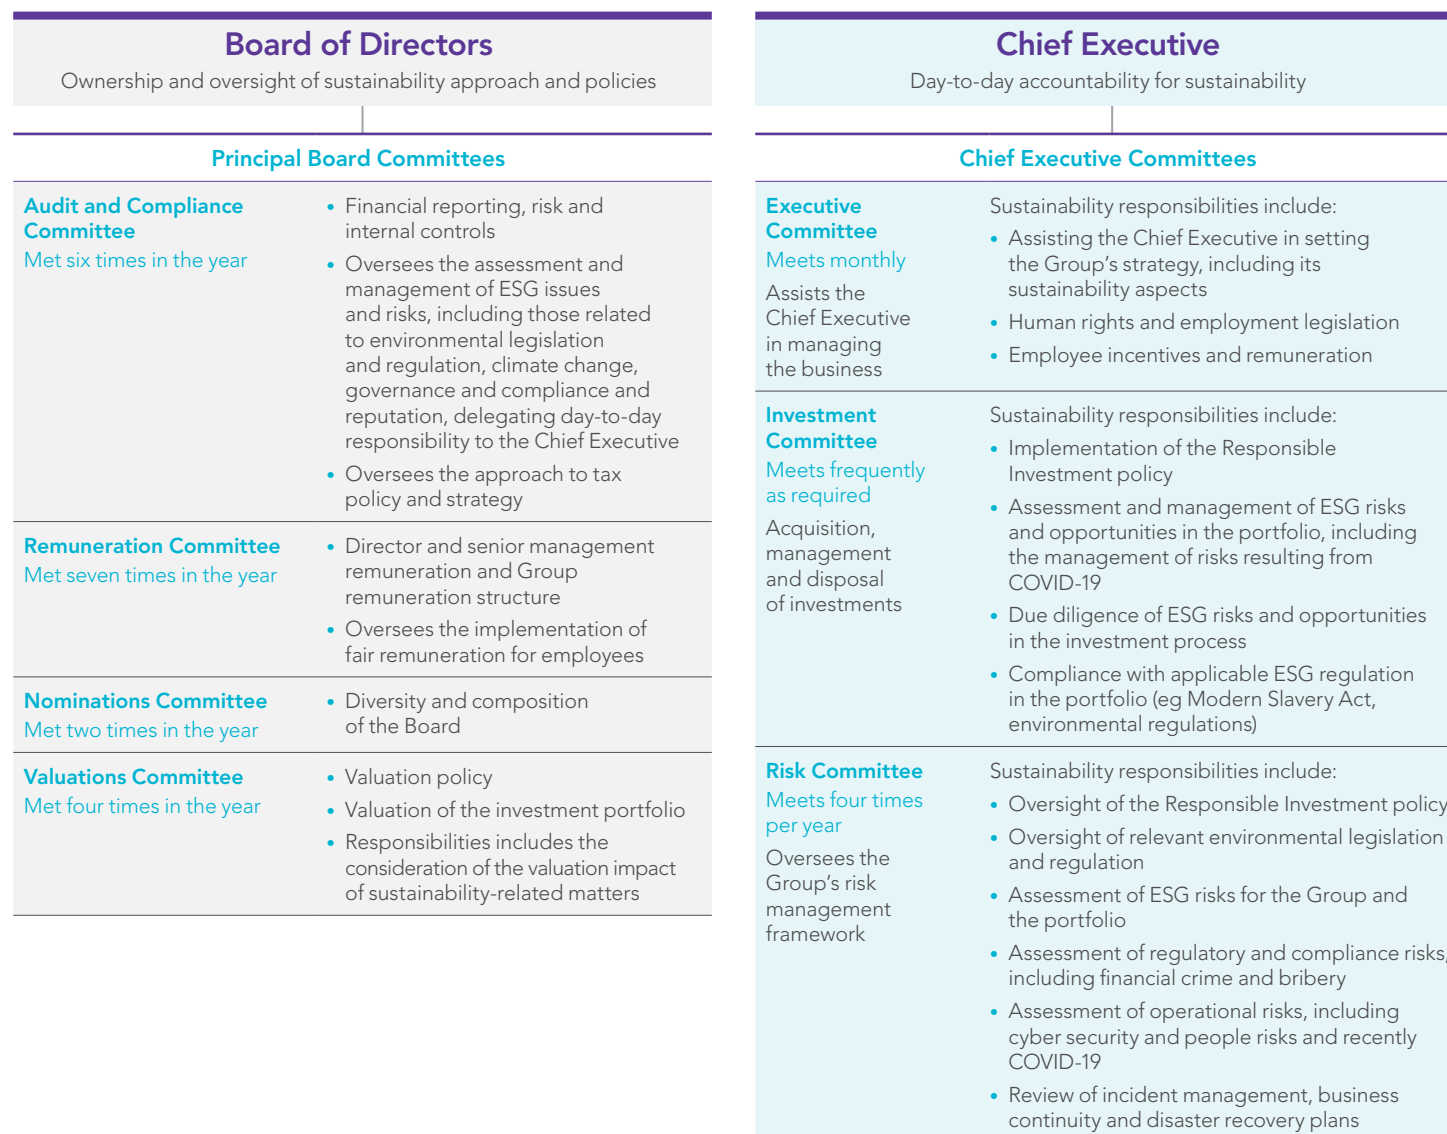 Board of Directors
Ownership and oversight of sustainability approach and policies
Principal Board Committees
Audit and Compliance
Committee
Met six times in the year
• Financial reporting, risk and
internal controls
• Oversees the assessment and
management of ESG issues
and risks, including those related
to environmental legislation
and regulation, climate change,
governance and compliance and
reputation, delegating day-to-day
responsibility to the Chief Executive
• Oversees the approach to tax
policy and strategy
Remuneration Committee
Met seven times in the year
• Director and senior management
remuneration and Group
remuneration structure
• Oversees the implementation of
fair remuneration for employees
Nominations Committee
Met two times in the year
• Diversity and composition
of the Board
Valuations Committee
Met four times in the year
• Valuation policy
• Valuation of the investment portfolio
• Responsibilities includes the
consideration of the valuation impact
of sustainability-related matters
Chief Executive
Day-to-day accountability for sustainability
Chief Executive Committees
Executive
Committee
Meets monthly
Assists the
Chief Executive
in managing
the business
Sustainability responsibilities include:
• Assisting the Chief Executive in setting
the Group's strategy, including its
sustainability aspects
• Human rights and employment legislation
• Employee incentives and remuneration
Investment
Committee
Meets frequently
as required
Acquisition,
management
and disposal
of investments
Sustainability responsibilities include:
• Implementation of the Responsible
Investment policy
• Assessment and management of ESG risks
and opportunities in the portfolio, including
the management of risks resulting from
COVID-19
• Due diligence of ESG risks and opportunities
in the investment process
• Compliance with applicable ESG regulation
in the portfolio (eg Modern Slavery Act,
environmental regulations)
Risk Committee
Meets four times
per year
Oversees the
Group's risk
management
framework
Sustainability responsibilities include:
• Oversight of the Responsible Investment policy
• Oversight of relevant environmental legislation
and regulation
• Assessment of ESG risks for the Group and
the portfolio
• Assessment of regulatory and compliance risks,
including financial crime and bribery
• Assessment of operational risks, including
cyber security and people risks and recently
COVID-19
• Review of incident management, business
continuity and disaster recovery plans